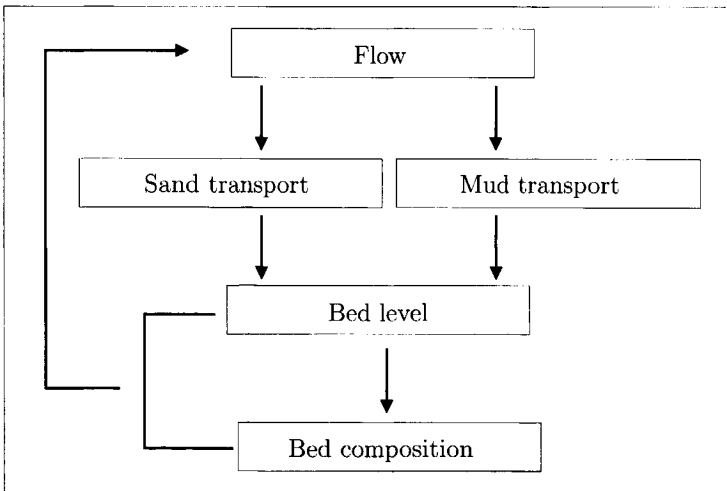 Flow
Sand transport
Mud transport
Bed level
Bed composition